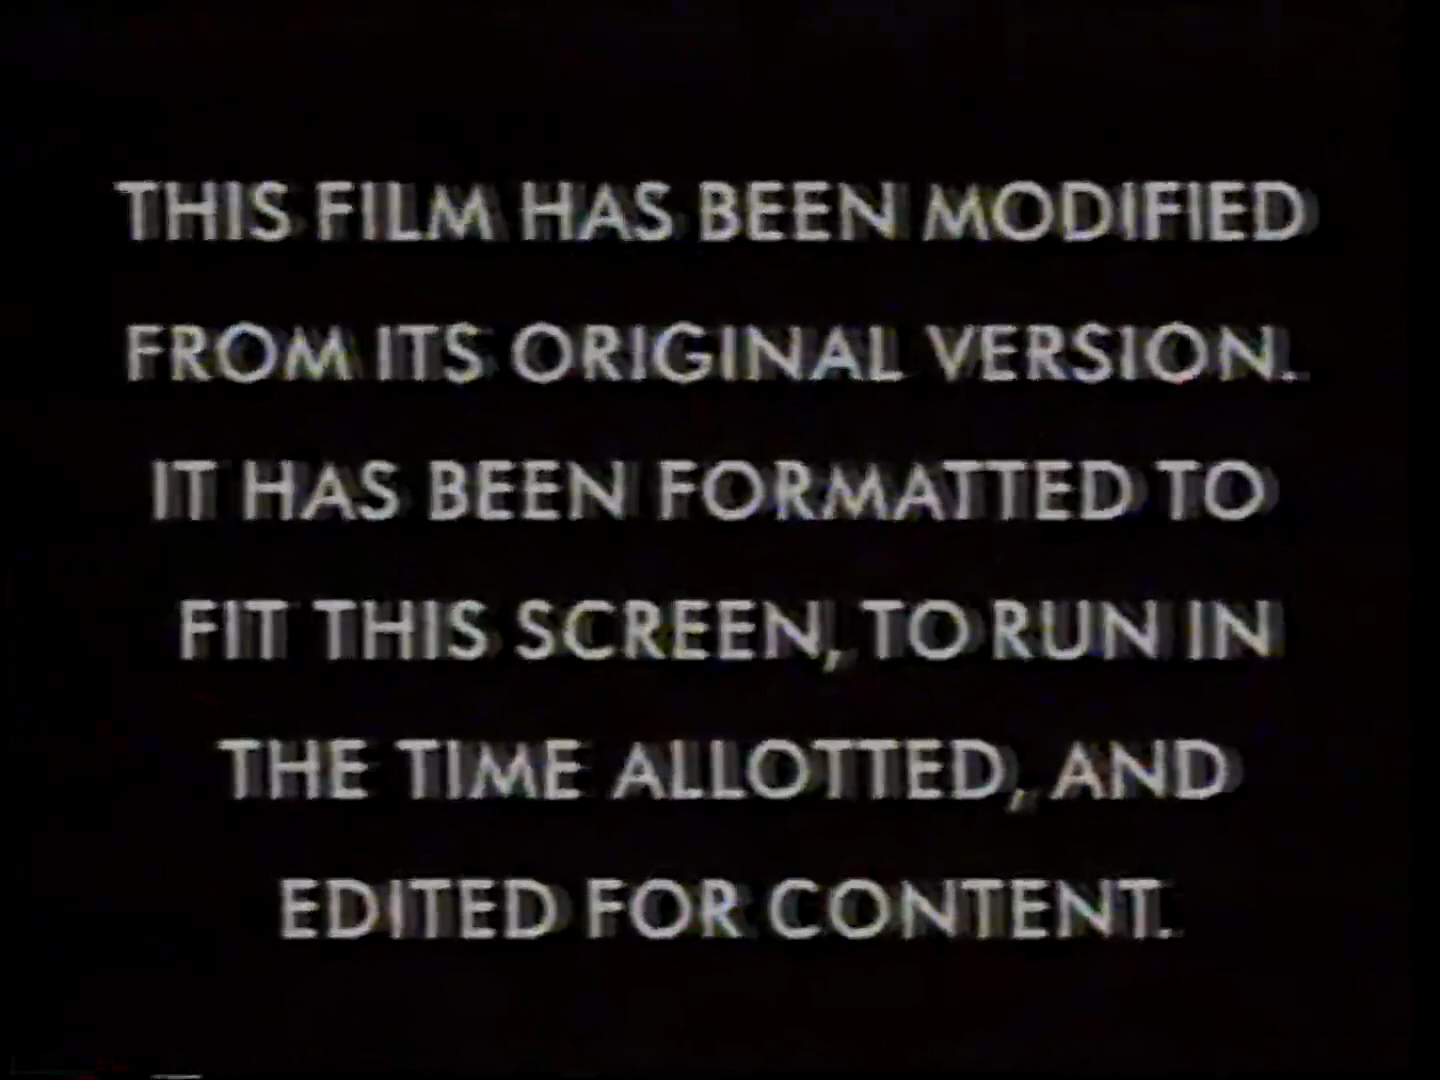 THIS FILM HAS BEEN MODIFIED
FROM ITS ORIGINAL VERSION.
IT HAS BEEN FORMATTED TO
FIT THIS SCREEN, TO RUN IN
THE TIME ALLOTTED, AND
EDITED FOR CONTENT.